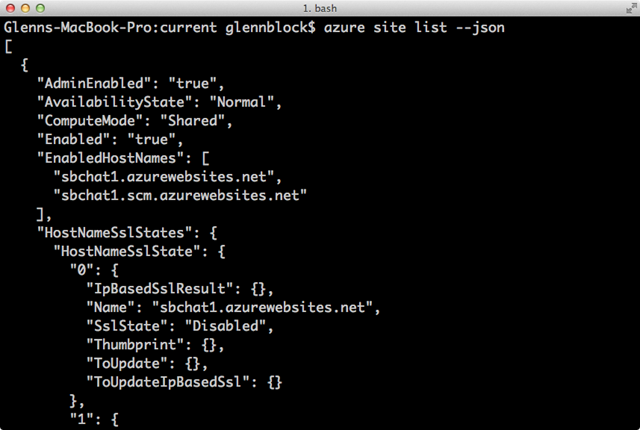 1. bash
Glenns-MacBook-Pro:current glennblock$ azure site list --json
[
  {
    "AdminEnabled": "true",
    "AvailabilityState": "Normal",
    "ComputeMode": "Shared",
    "Enabled": "true",
    "EnabledHostNames": [
      "sbchat1.azurewebsites.net",
      "sbchat1.scm.azurewebsites.net"
    ],
    "HostNameSslStates": {
      "HostNameSslState": {
        "0": {
          "IpBasedSslResult": {},
          "Name": "sbchat1.azurewebsites.net",
          "SslState": "Disabled",
          "Thumbprint": {},
          "ToUpdate": {},
          "ToUpdateIpBasedSsl": {}
        },
        "1": {